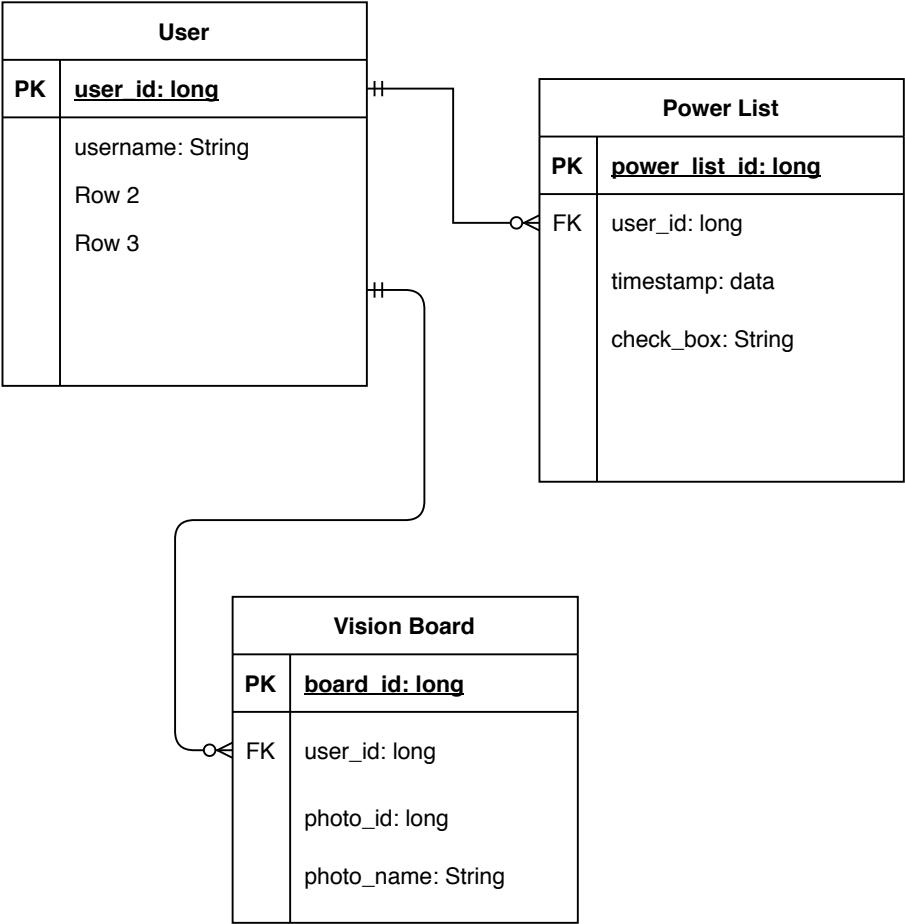 User
PK user_id: long
username: String
Row 2
Row 3
Power List
PK power_list_id: long
FK user_id: long
timestamp: data
check_box: String
Vision Board
PK board_id: long
FK user_id: long
photo_id: long
photo_name: String